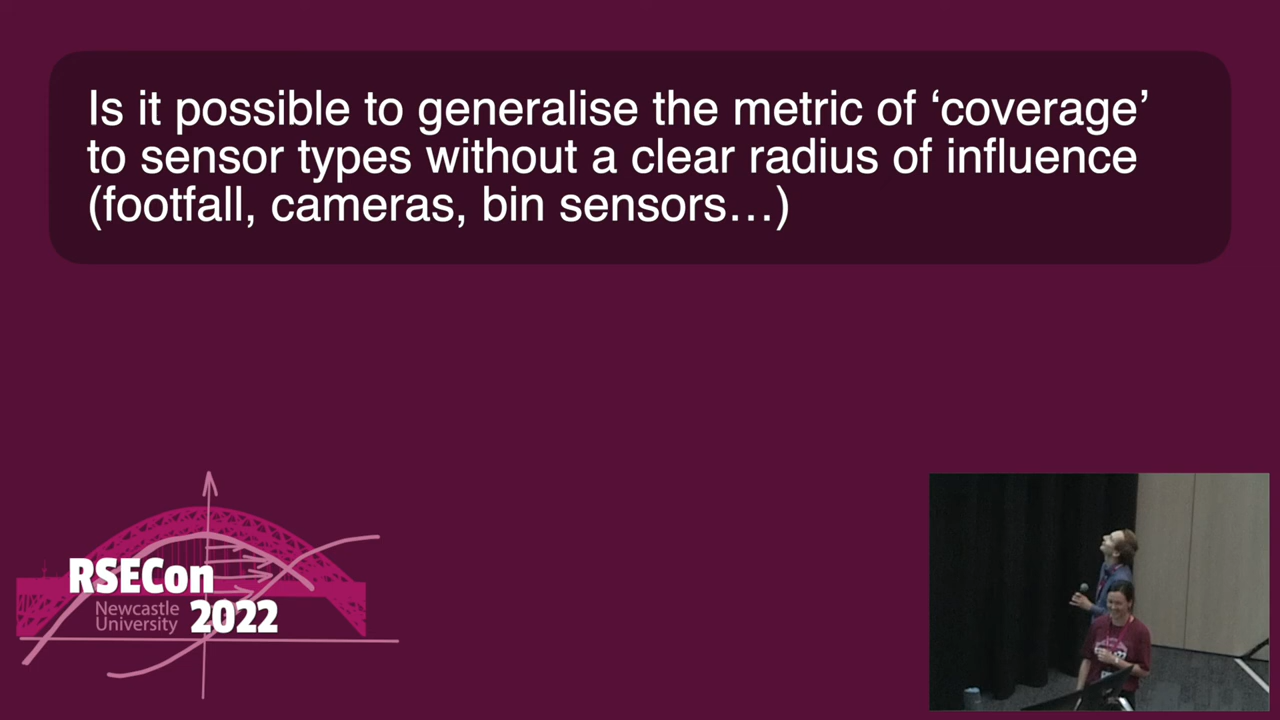 Is it possible to generalise the metric of ‘coverage’
to sensor types without a clear radius of influence
(footfall, cameras, bin sensors…)
RSECon
Newcastle
University
2022